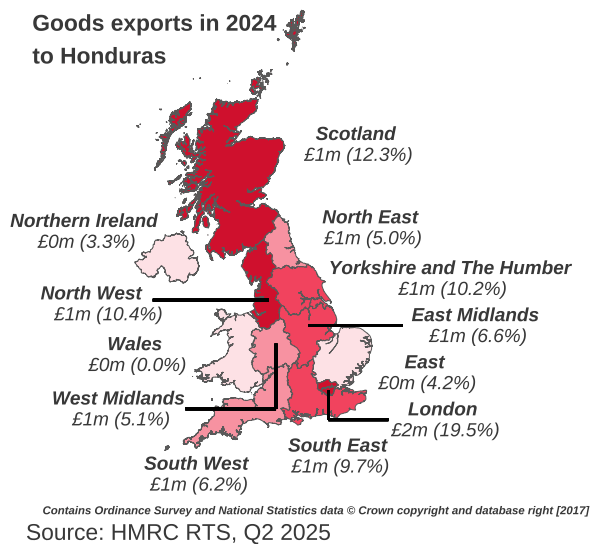 Goods exports in 2024
to Honduras
Scotland
£1m (12.3%)
Northern Ireland
£0m (3.3%)
North East
£1m (5.0%)
Yorkshire and The Humber
£1m (10.2%)
North West
£1m (10.4%)
East Midlands
£1m (6.6%)
Wales
£0m (0.0%)
East
£0m (4.2%)
West Midlands
£1m (5.1%)
London
£2m (19.5%)
South East
£1m (9.7%)
South West
£1m (6.2%)
Contains Ordinance Survey and National Statistics data © Crown copyright and database right [2017]
Source: HMRC RTS, Q2 2025